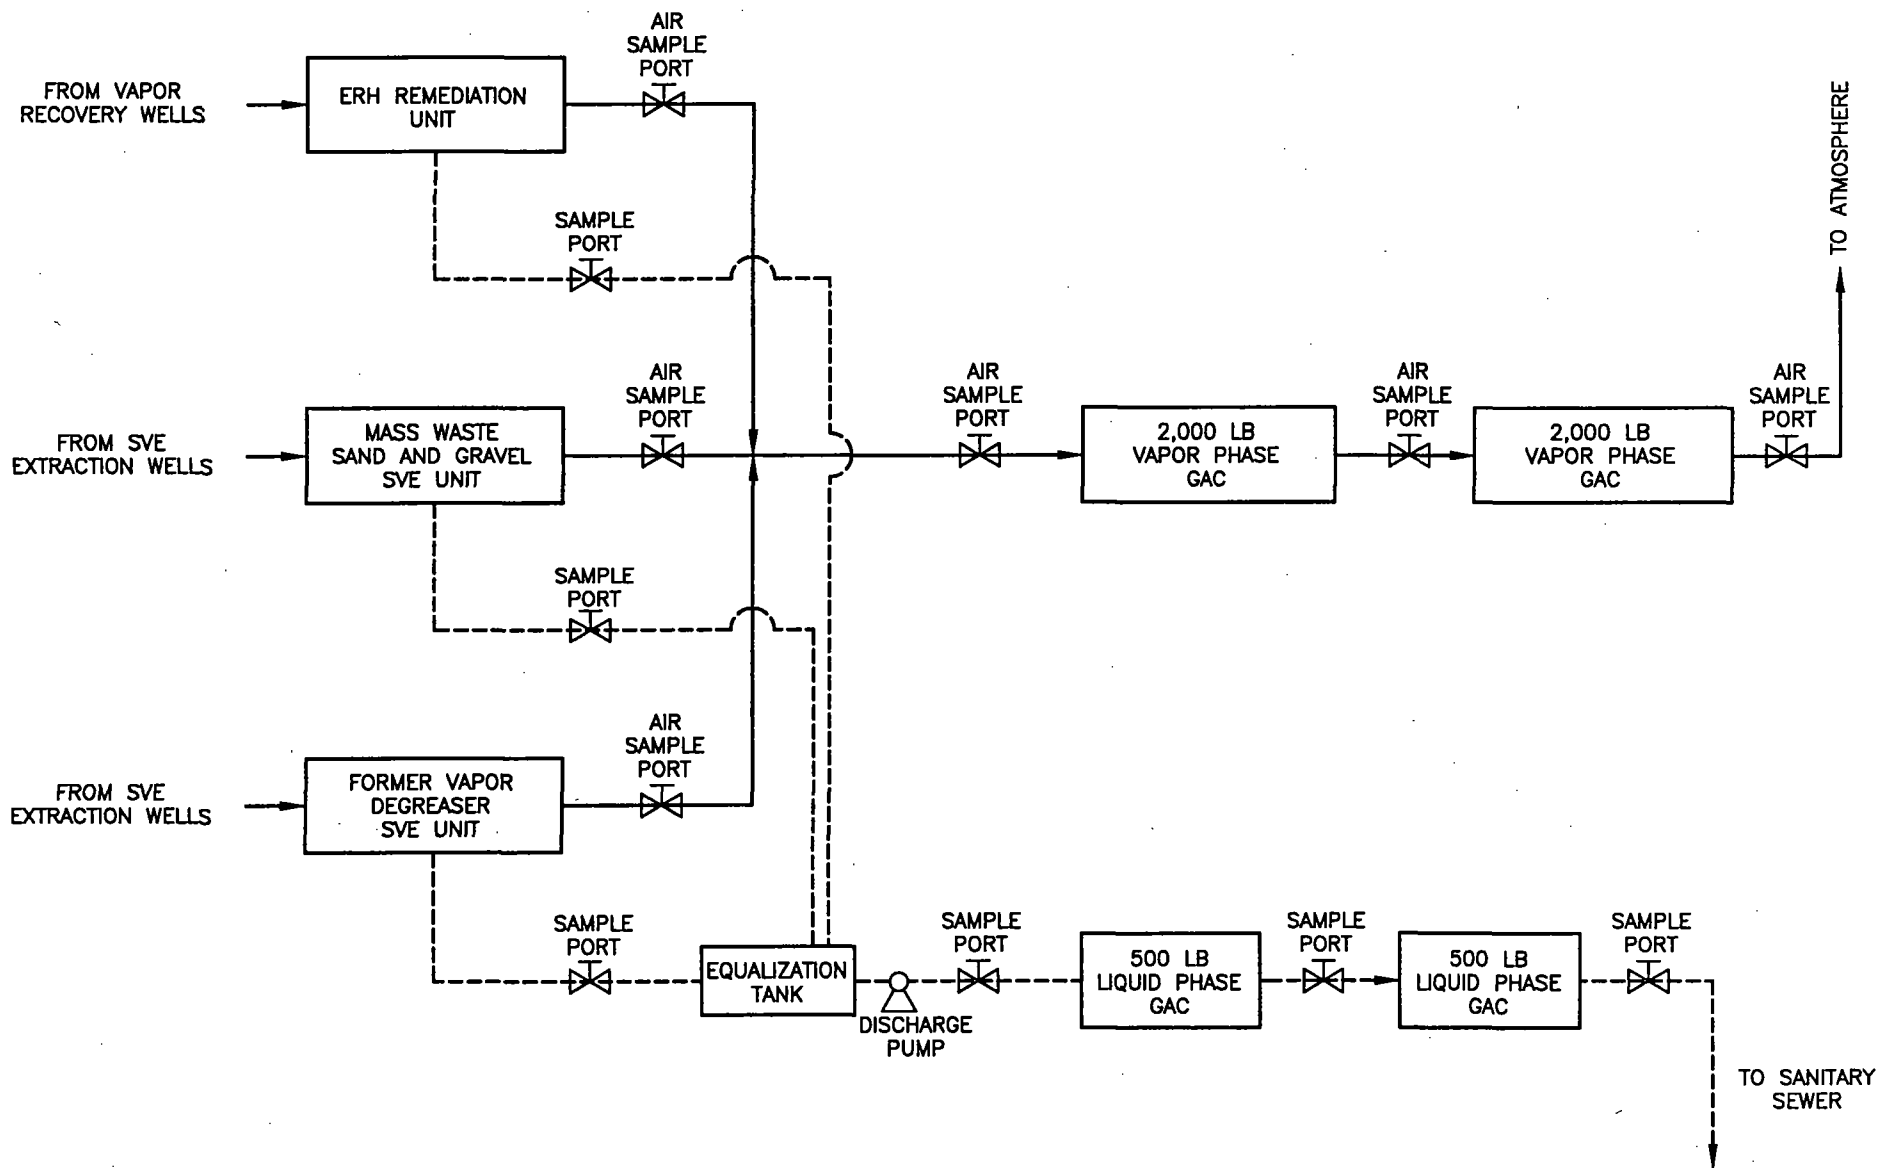 AIR
SAMPLE
PORT
FROM VAPOR
RECOVERY WELLS
ERH REMEDIATION
UNIT
TO ATMOSPHERE
SAMPLE
PORT
AIR
SAMPLE
PORT
AIR
SAMPLE
PORT
AIR
SAMPLE
PORT
AIR
SAMPLE
PORT
FROM SVE
EXTRACTION WELLS
MASS WASTE
SAND AND GRAVEL
SVE UNIT
2,000 LB
VAPOR PHASE
GAC
2,000 LB
VAPOR PHASE
GAC
SAMPLE
PORT
AIR
SAMPLE
PORT
FROM SVE
EXTRACTION WELLS
FORMER VAPOR
DEGREASER
SVE UNIT
SAMPLE
PORT
EQUALIZATION
TANK
DISCHARGE
PUMP
SAMPLE
PORT
500 LB
LIQUID PHASE
GAC
SAMPLE
PORT
500 LB
LIQUID PHASE
GAC
SAMPLE
PORT
TO SANITARY
SEWER